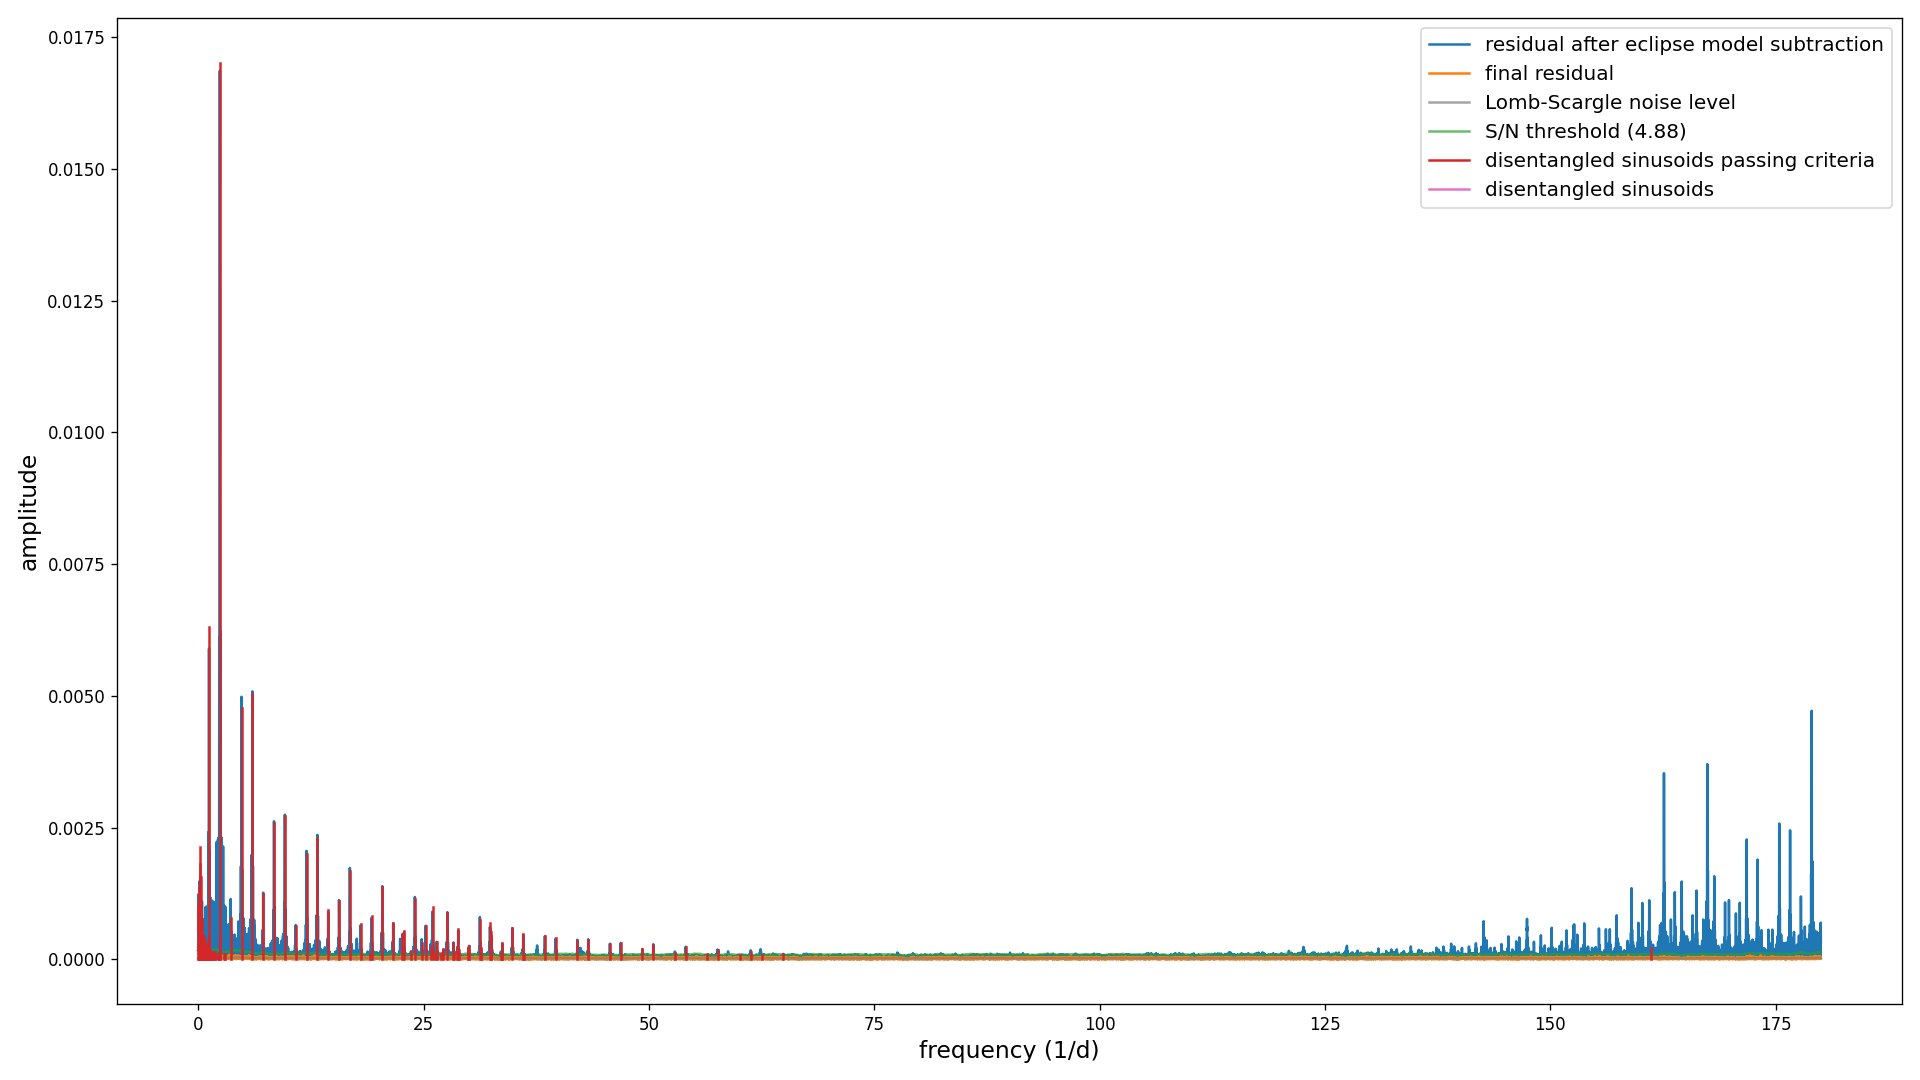 0.0175
0.0150
0.0125
0.0100
0.0075
0.0050
0.0025
0.0000
amplitude
residual after eclipse model subtraction
final residual
Lomb-Scargle noise level
S/N threshold (4.88)
disentangled sinusoids passing criteria
disentangled sinusoids
0 25 50 75 100 125 150 175
frequency (1/d)